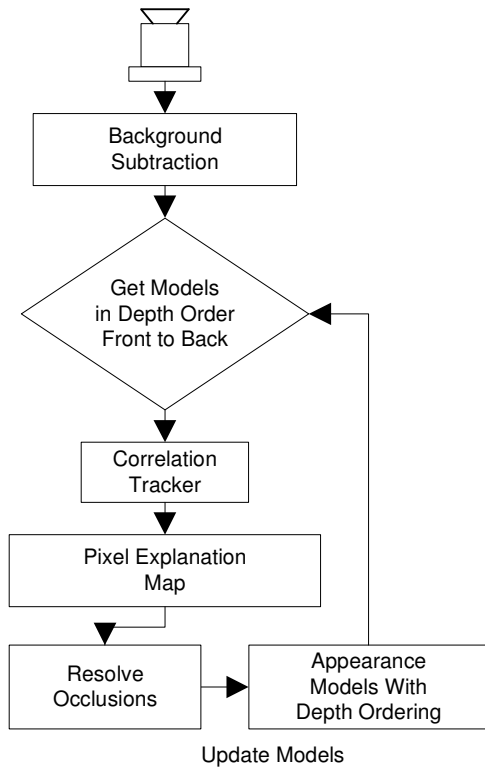 Background
Subtraction
Get Models
in Depth Order
Front to Back
Correlation
Tracker
Pixel Explanation
Map
Resolve
Occlusions
Appearance
Models With
Depth Ordering
Update Models